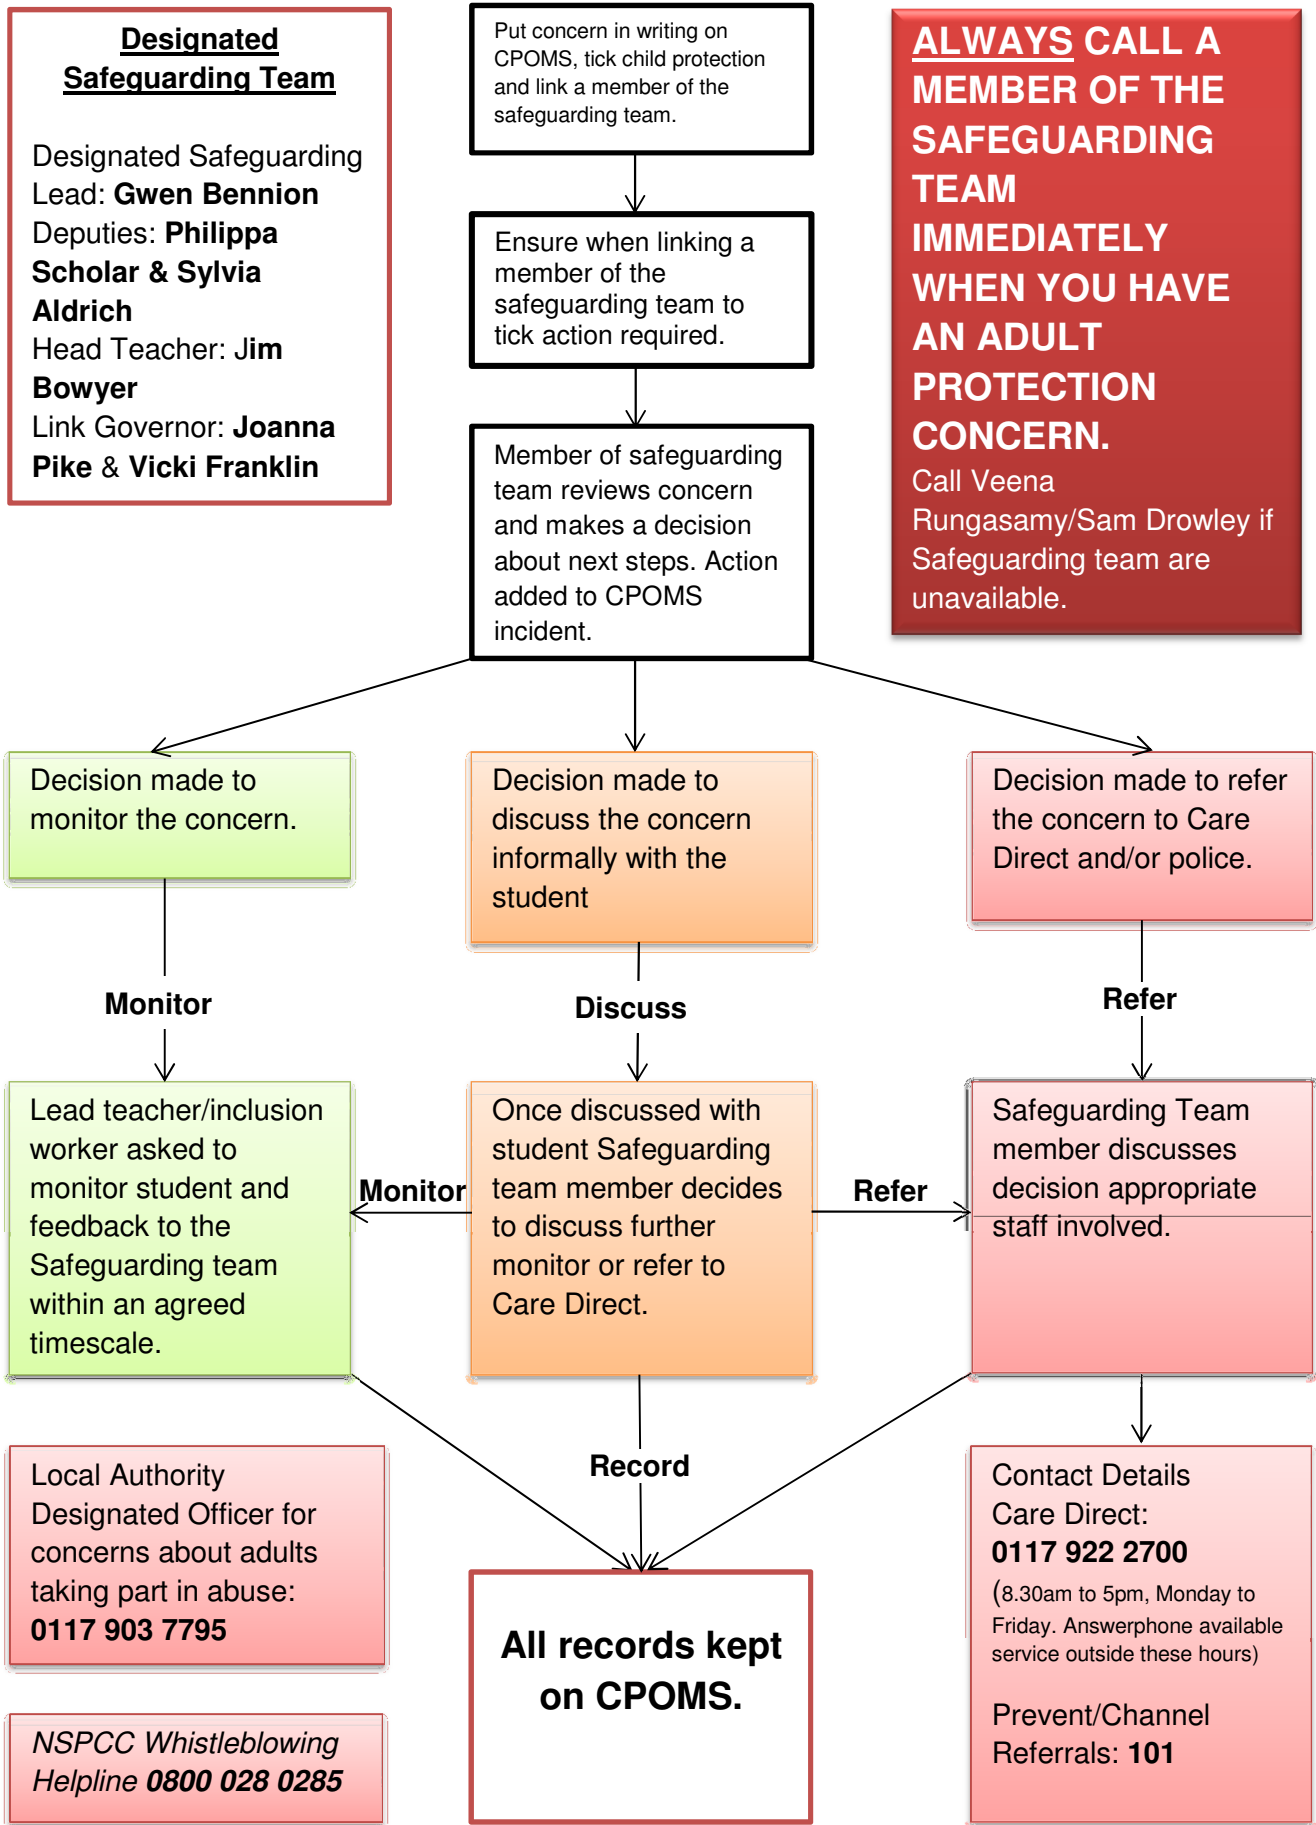 Designated
Safeguarding Team
Designated Safeguarding
Lead: Gwen Bennion
Deputies: Philippa
Scholar & Sylvia
Aldrich
Head Teacher: Jim
Bowyer
Link Governor: Joanna
Pike & Vicki Franklin
Put concern in writing on
CPOMS, tick child protection
and link a member of the
safeguarding team.
Ensure when linking a
member of the
safeguarding team to
tick action required.
Member of safeguarding
team reviews concern
and makes a decision
about next steps. Action
added to CPOMS
incident.
ALWAYS CALL A
MEMBER OF THE
SAFEGUARDING
TEAM
IMMEDIATELY
WHEN YOU HAVE
AN ADULT
PROTECTION
CONCERN.
Call Veena
Rungasamy/Sam Drowley if
Safeguarding team are
unavailable.
Decision made to
monitor the concern.
Decision made to
discuss the concern
informally with the
student
Decision made to refer
the concern to Care
Direct and/or police.
Monitor
Discuss
Refer
Lead teacher/inclusion
worker asked to
monitor student and
feedback to the
Safeguarding team
within an agreed
timescale.
Monitor
Once discussed with
student Safeguarding
team member decides
to discuss further
monitor or refer to
Care Direct.
Refer
Safeguarding Team
member discusses
decision appropriate
staff involved.
Record
Local Authority
Designated Officer for
concerns about adults
taking part in abuse:
0117 903 7795
NSPCC Whistleblowing
Helpline 0800 028 0285
All records kept
on CPOMS.
Contact Details
Care Direct:
0117 922 2700
(8.30am to 5pm, Monday to
Friday. Answerphone available
service outside these hours)
Prevent/Channel
Referrals: 101